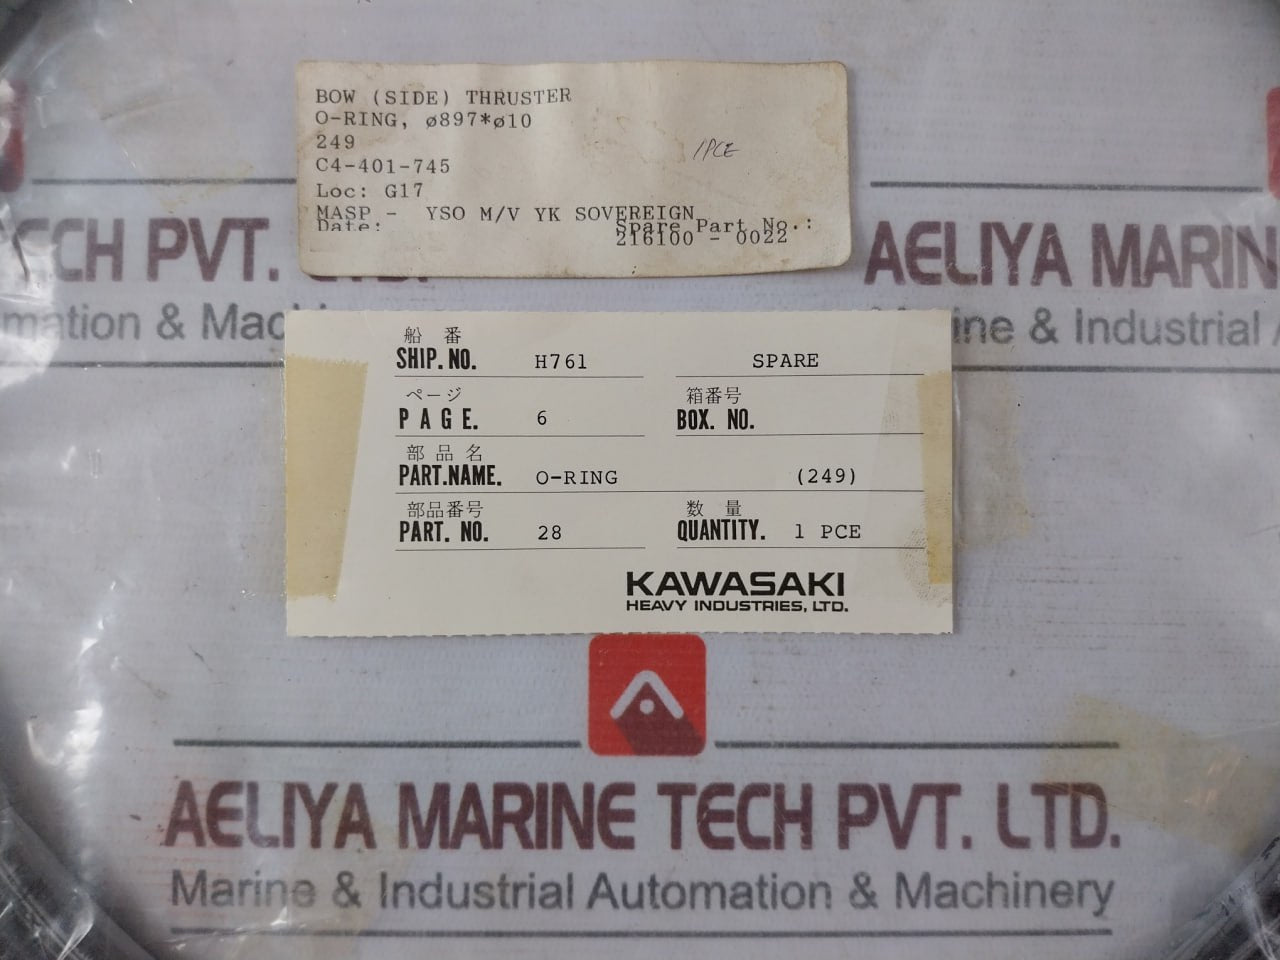 BOW (SIDE) THRUSTER
O-RING, ø897*ø10
249
1PCE
C4-401-745
Loc: G17
MASP - YSO M/V YK SOVEREIGN
Date: Spare Part No.:
216100 - 0022
TECH PVT. LTD.
AELIYA MARIN
mation & Mach
ine & Industrial A
船番
SHIP.NO. H761 SPARE
ページ 箱番号
PAGE. 6 BOX. NO.
部品名
PART.NAME. O-RING (249)
部品番号 数量
PART. NO. 28 QUANTITY. 1 PCE
KAWASAKI
HEAVY INDUSTRIES, LTD.
AELIYA MARINE TECH PVT. LTD.
Marine & Industrial Automation & Machinery